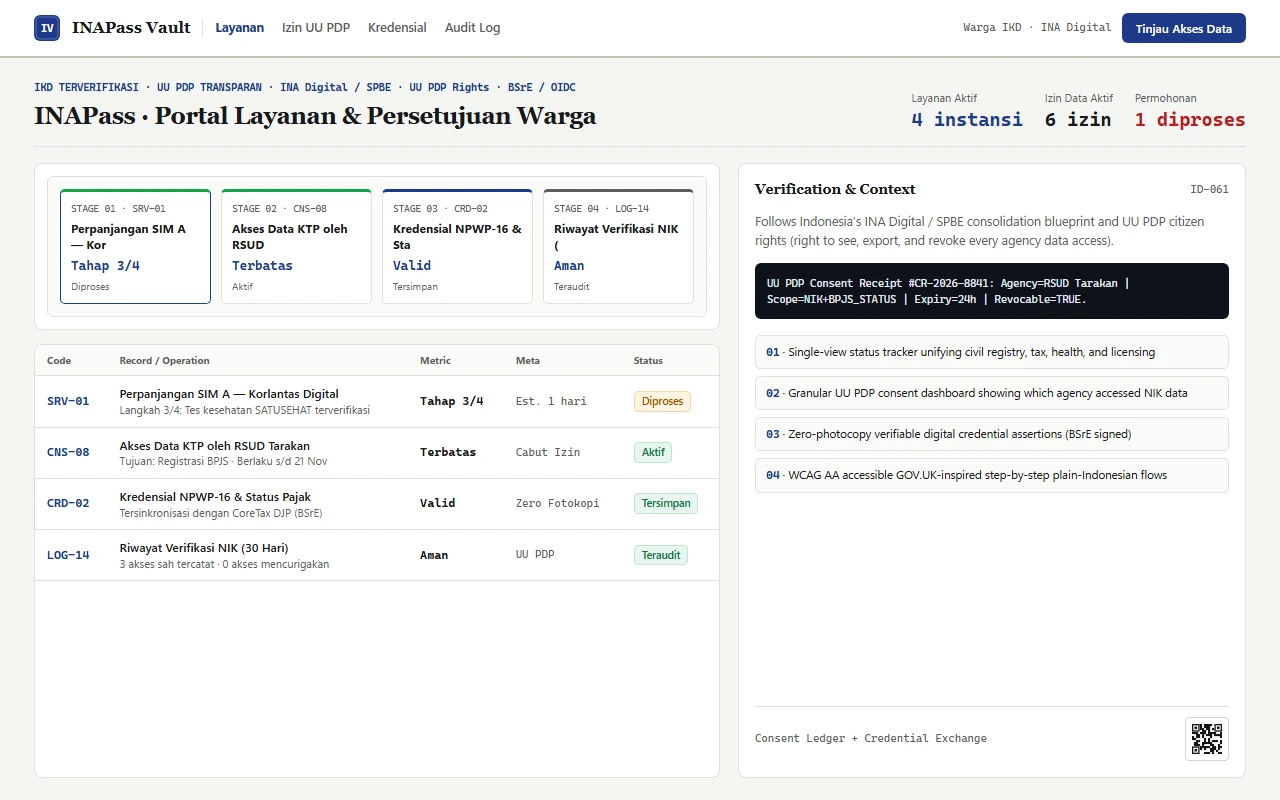 IV INAPass Vault Layanan Izin UU PDP Kredensial Audit Log Warga IKD · INA Digital Tinjau Akses Data
IKD TERVERIFIKASI · UU PDP TRANSPARAN · INA Digital / SPBE · UU PDP Rights · BSrE / OIDC
INAPass · Portal Layanan & Persetujuan Warga
Layanan Aktif
4 instansi
Izin Data Aktif
6 izin
Permohonan
1 diproses
STAGE 01 · SRV-01
Perpanjangan SIM A
— Kor
Tahap 3/4
Diproses
STAGE 02 · CNS-08
Akses Data KTP oleh
RSUD
Terbatas
Aktif
STAGE 03 · CRD-02
Kredensial NPWP-16 &
Sta
Valid
Tersimpan
STAGE 04 · LOG-14
Riwayat Verifikasi NIK
(
Aman
Teraudit
Code Record / Operation Metric Meta Status
SRV-01 Perpanjangan SIM A — Korlantas Digital Tahap 3/4 Est. 1 hari Diproses
Langkah 3/4: Tes kesehatan SATUSEHAT terverifikasi
CNS-08 Akses Data KTP oleh RSUD Tarakan Terbatas Cabut Izin Aktif
Tujuan: Registrasi BPJS · Berlaku s/d 21 Nov
CRD-02 Kredensial NPWP-16 & Status Pajak Valid Zero Fotokopi Tersimpan
Tersinkronisasi dengan CoreTax DJP (BSrE)
LOG-14 Riwayat Verifikasi NIK (30 Hari) Aman UU PDP Teraudit
3 akses sah tercatat · 0 akses mencurigakan
Verification & Context ID-061
Follows Indonesia's INA Digital / SPBE consolidation blueprint and UU PDP citizen
rights (right to see, export, and revoke every agency data access).
UU PDP Consent Receipt #CR-2026-8841: Agency=RSUD Tarakan |
Scope=NIK+BPJS_STATUS | Expiry=24h | Revocable=TRUE.
01 · Single-view status tracker unifying civil registry, tax, health, and licensing
02 · Granular UU PDP consent dashboard showing which agency accessed NIK data
03 · Zero-photocopy verifiable digital credential assertions (BSrE signed)
04 · WCAG AA accessible GOV.UK-inspired step-by-step plain-Indonesian flows
Consent Ledger + Credential Exchange